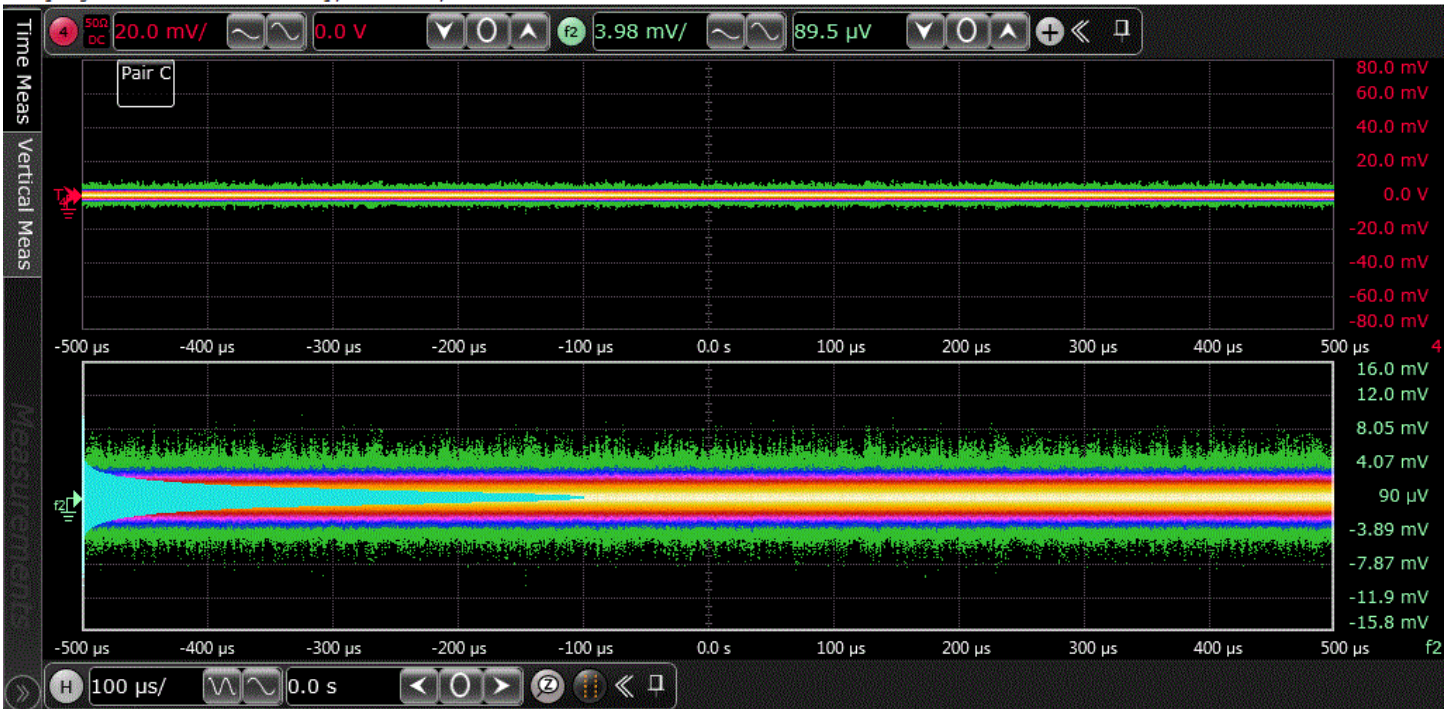 4 50Ω DC 20.0 mV/ 0.0 V 0 f2 3.98 mV/ 89.5 µV 0
Time Meas
Vertical Meas
Measurements
Pair C
80.0 mV
60.0 mV
40.0 mV
20.0 mV
0.0 V
-20.0 mV
-40.0 mV
-60.0 mV
-80.0 mV
T
4
-500 µs -400 µs -300 µs -200 µs -100 µs 0.0 s 100 µs 200 µs 300 µs 400 µs 500 µs 4
16.0 mV
12.0 mV
8.05 mV
4.07 mV
90 µV
-3.89 mV
-7.87 mV
-11.9 mV
-15.8 mV
f2
-500 µs -400 µs -300 µs -200 µs -100 µs 0.0 s 100 µs 200 µs 300 µs 400 µs 500 µs f2
H 100 µs/ 0.0 s 0 Z